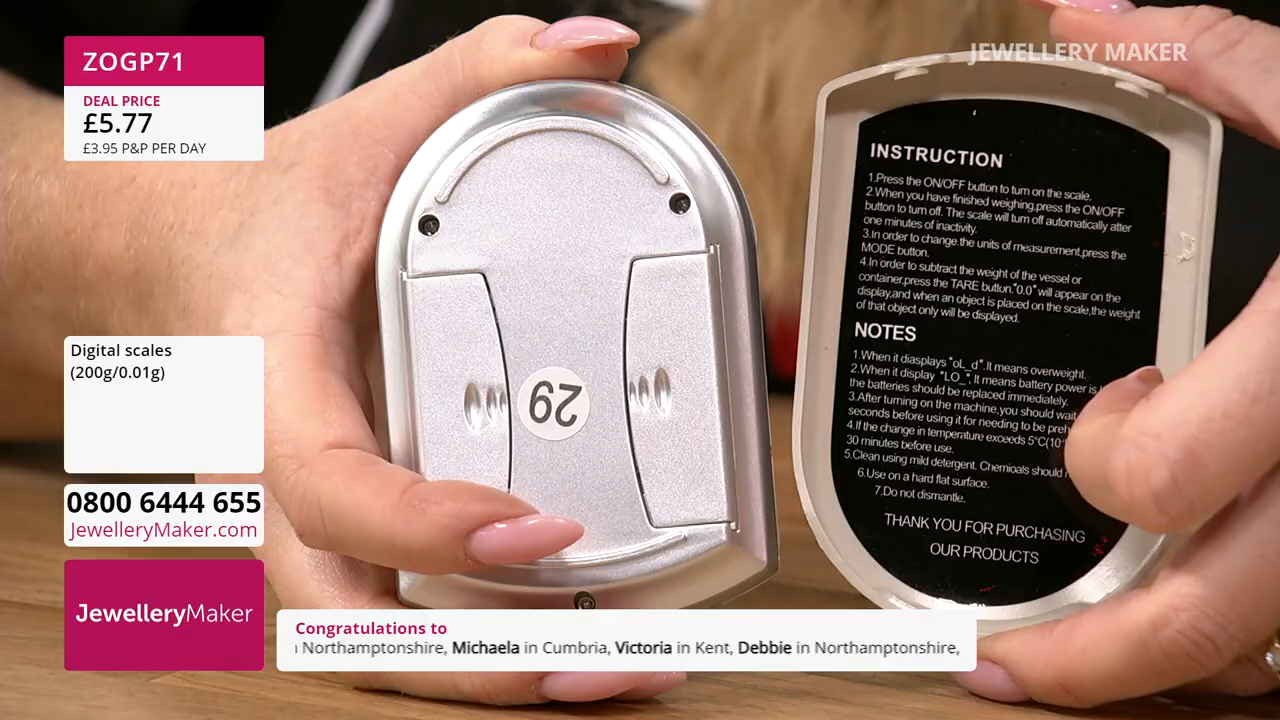 ZOGP71
DEAL PRICE
£5.77
£3.95 P&P PER DAY
Digital scales
(200g/0.01g)
0800 6444 655
JewelleryMaker.com
JewelleryMaker
JEWELLERY MAKER
29
INSTRUCTION
1.Press the ON/OFF button to turn on the scale.
2.When you have finished weighing,press the ON/OFF
button to turn off. The scale will turn off automatically after
one minutes of inactivity.
3.In order to change.the units of measurement,press the
MODE button.
4.In order to subtract the weight of the vessel or
container,press the TARE button."0.0" will appear on the
display,and when an object is placed on the scale,the weight
of that object only will be displayed.
NOTES
1.When it diasplays "oL_d".It means overweight.
2.When it display "LO_", It means battery power is
the batteries should be replaced immediately.
3.After turning on the machine,you should wait
seconds before using it for needing to be
4.If the change in temperature exceeds 5°C(10
30 minutes before use.
5.Clean using mild detergent. Chemioals should
6.Use on a hard flat surface.
7.Do not dismantle.
THANK YOU FOR PURCHASING
OUR PRODUCTS
Congratulations to
Northamptonshire, Michaela in Cumbria, Victoria in Kent, Debbie in Northamptonshire,